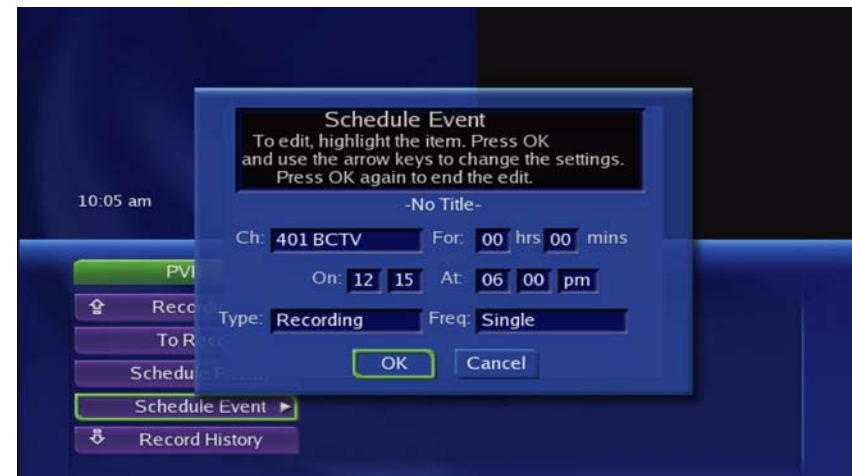 Schedule Event
To edit, highlight the item. Press OK
and use the arrow keys to change the settings.
Press OK again to end the edit.
10:05 am
-No Title-
Ch: 401 BCTV For: 00 hrs 00 mins
On: 12 15 At: 06 00 pm
Type: Recording Freq: Single
OK Cancel
PVR
To
Schedule Event
Record History